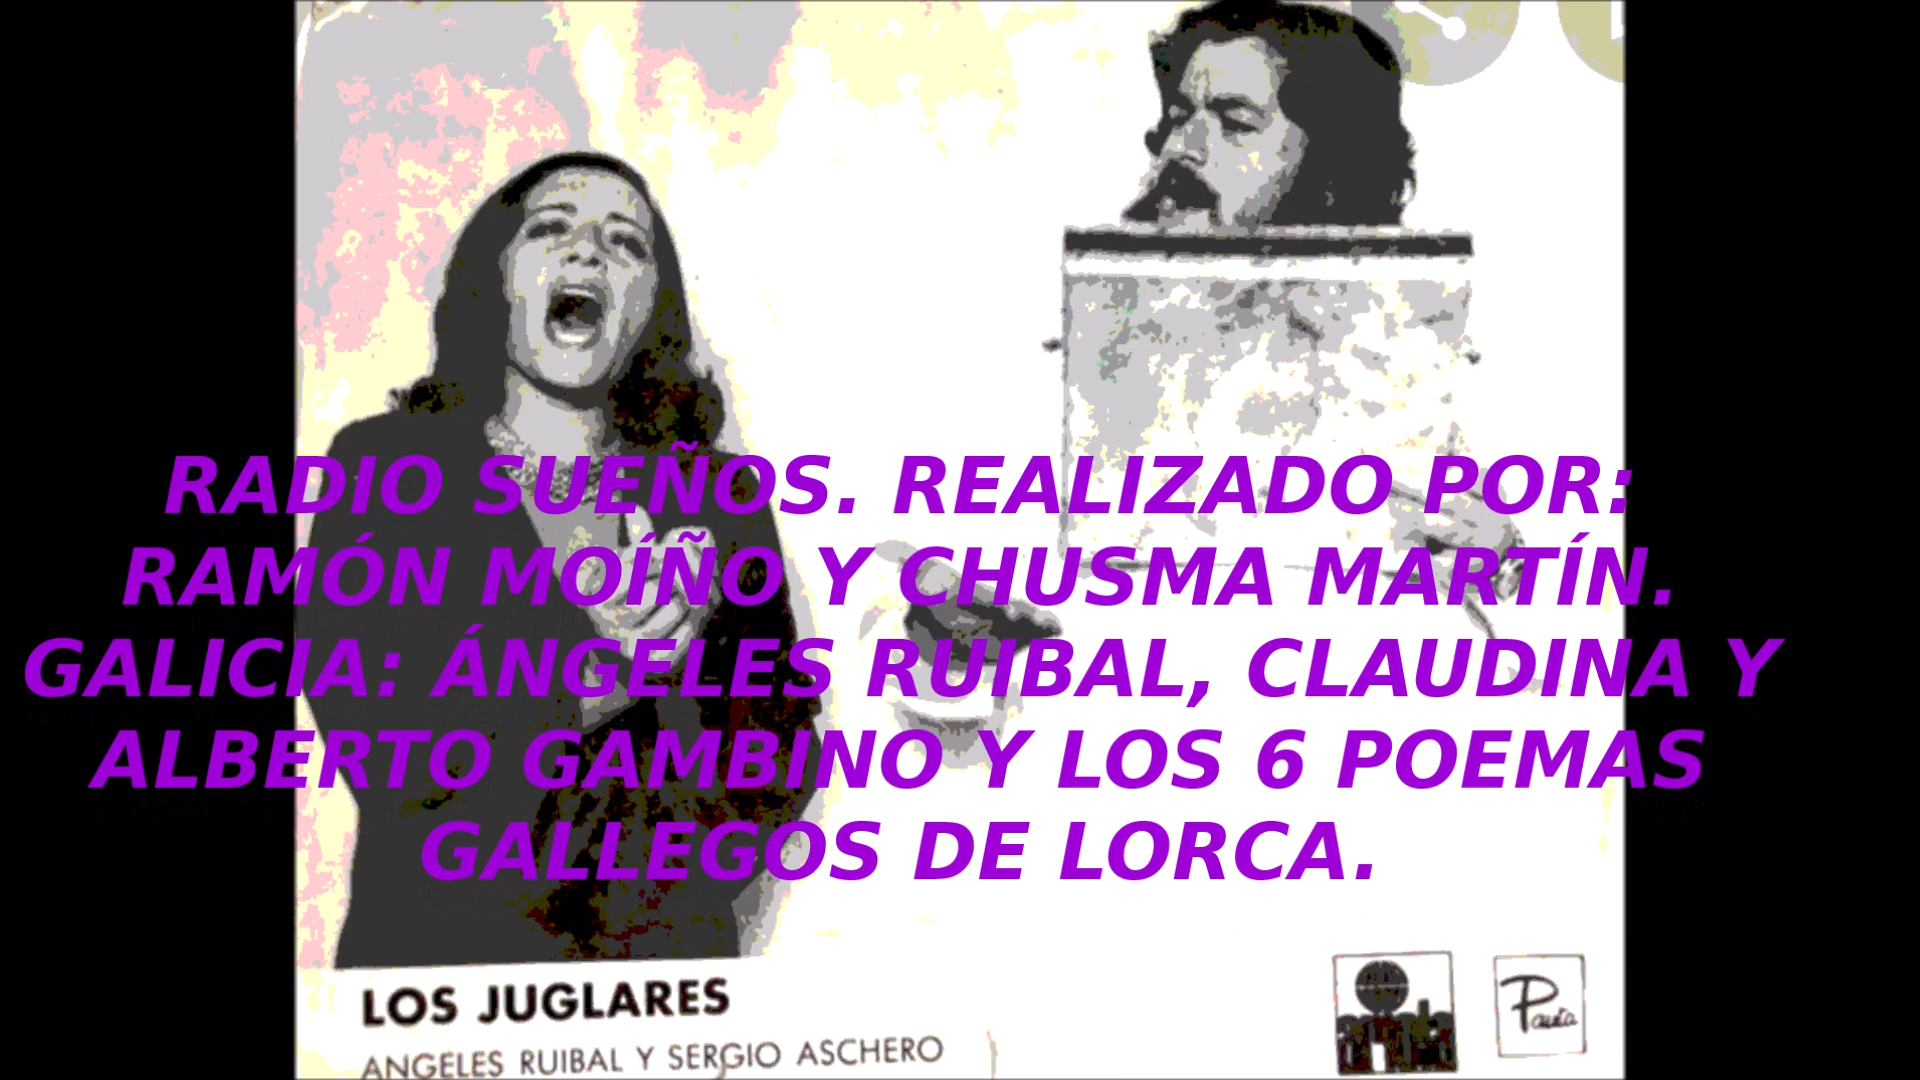 RADIO SUEÑOS. REALIZADO POR:
RAMÓN MOÍÑO Y CHUSMA MARTÍN.
GALICIA: ÁNGELES RUIBAL, CLAUDINA Y
ALBERTO GAMBINO Y LOS 6 POEMAS
GALLEGOS DE LORCA.
LOS JUGLARES
ANGELES RUIBAL Y SERGIO ASCHERO
Pauta